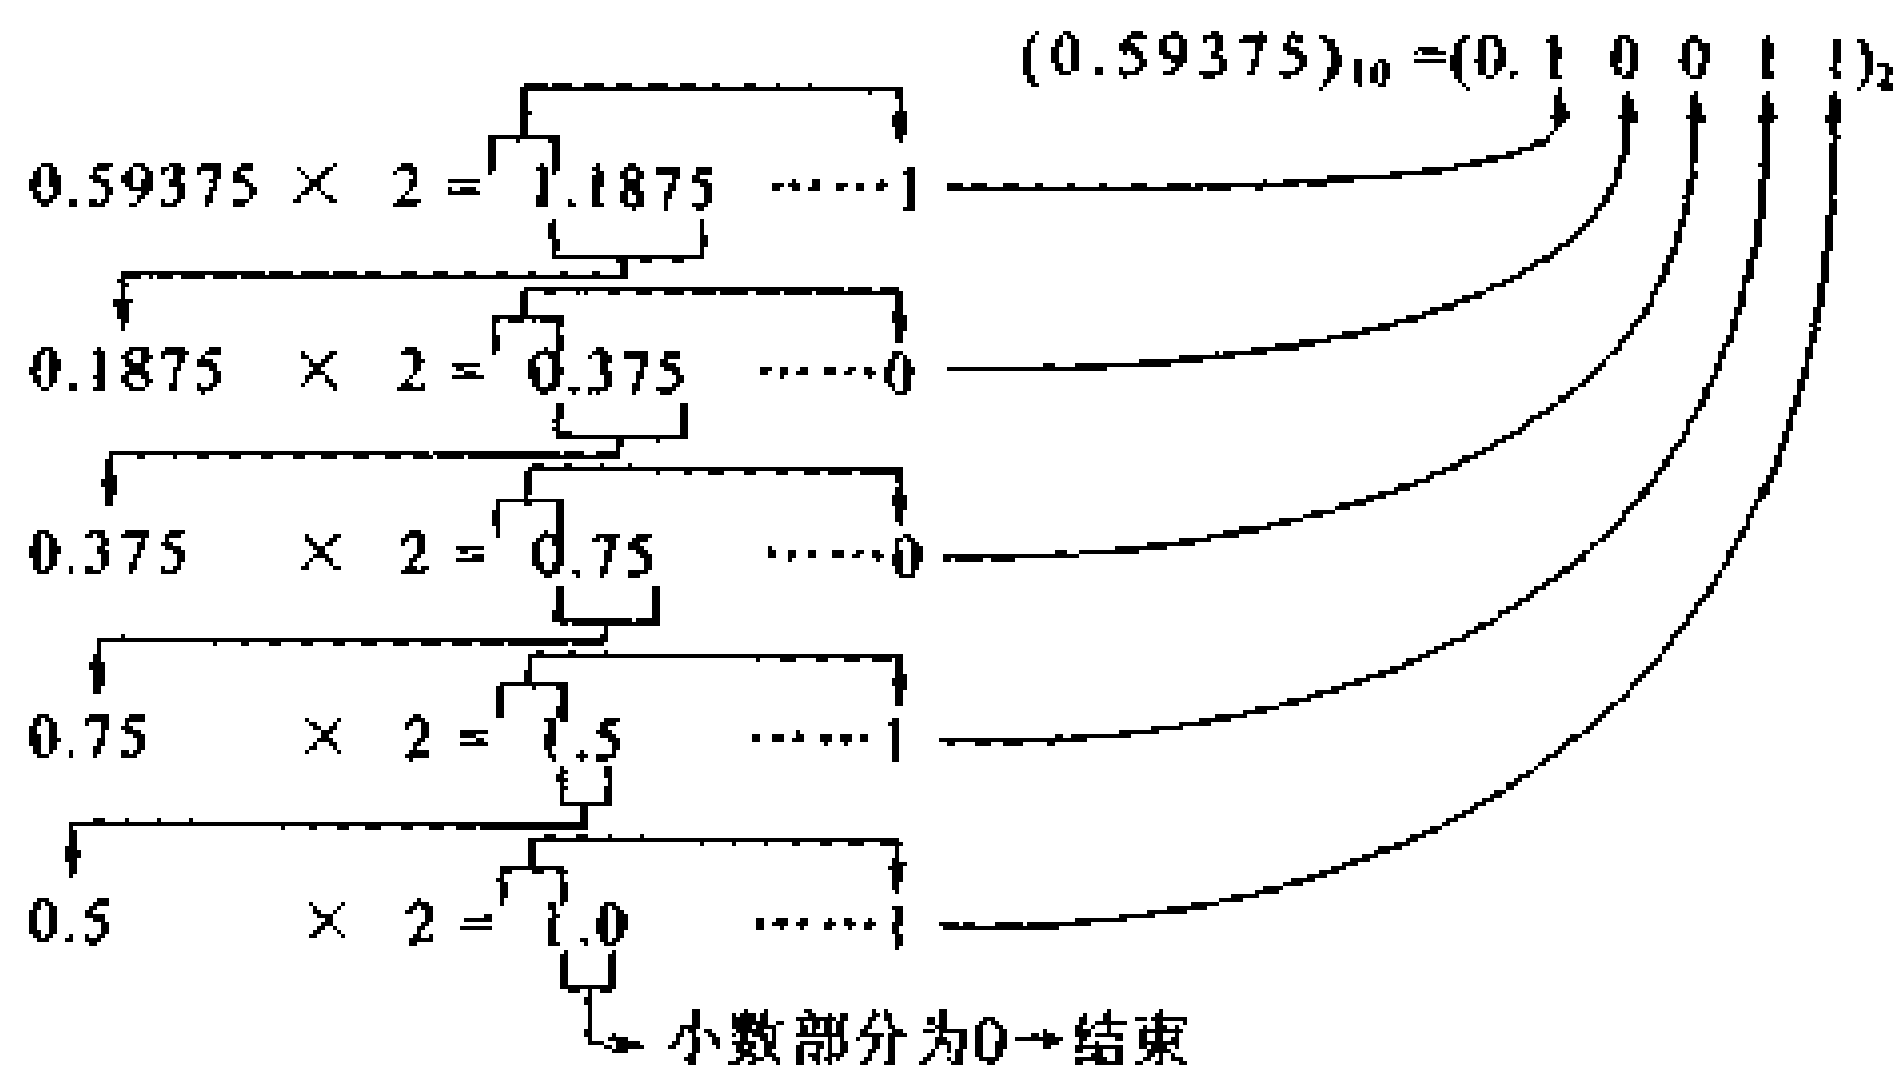 (0.59375)₁₀ =(0. 1 0 0 1 1)₂
0.59375 × 2 = 1.1875 ······1
0.1875 × 2 = 0.375 ······0
0.375 × 2 = 0.75 ······0
0.75 × 2 = 1.5 ······1
0.5 × 2 = 1.0 ······1
小数部分为0→结束